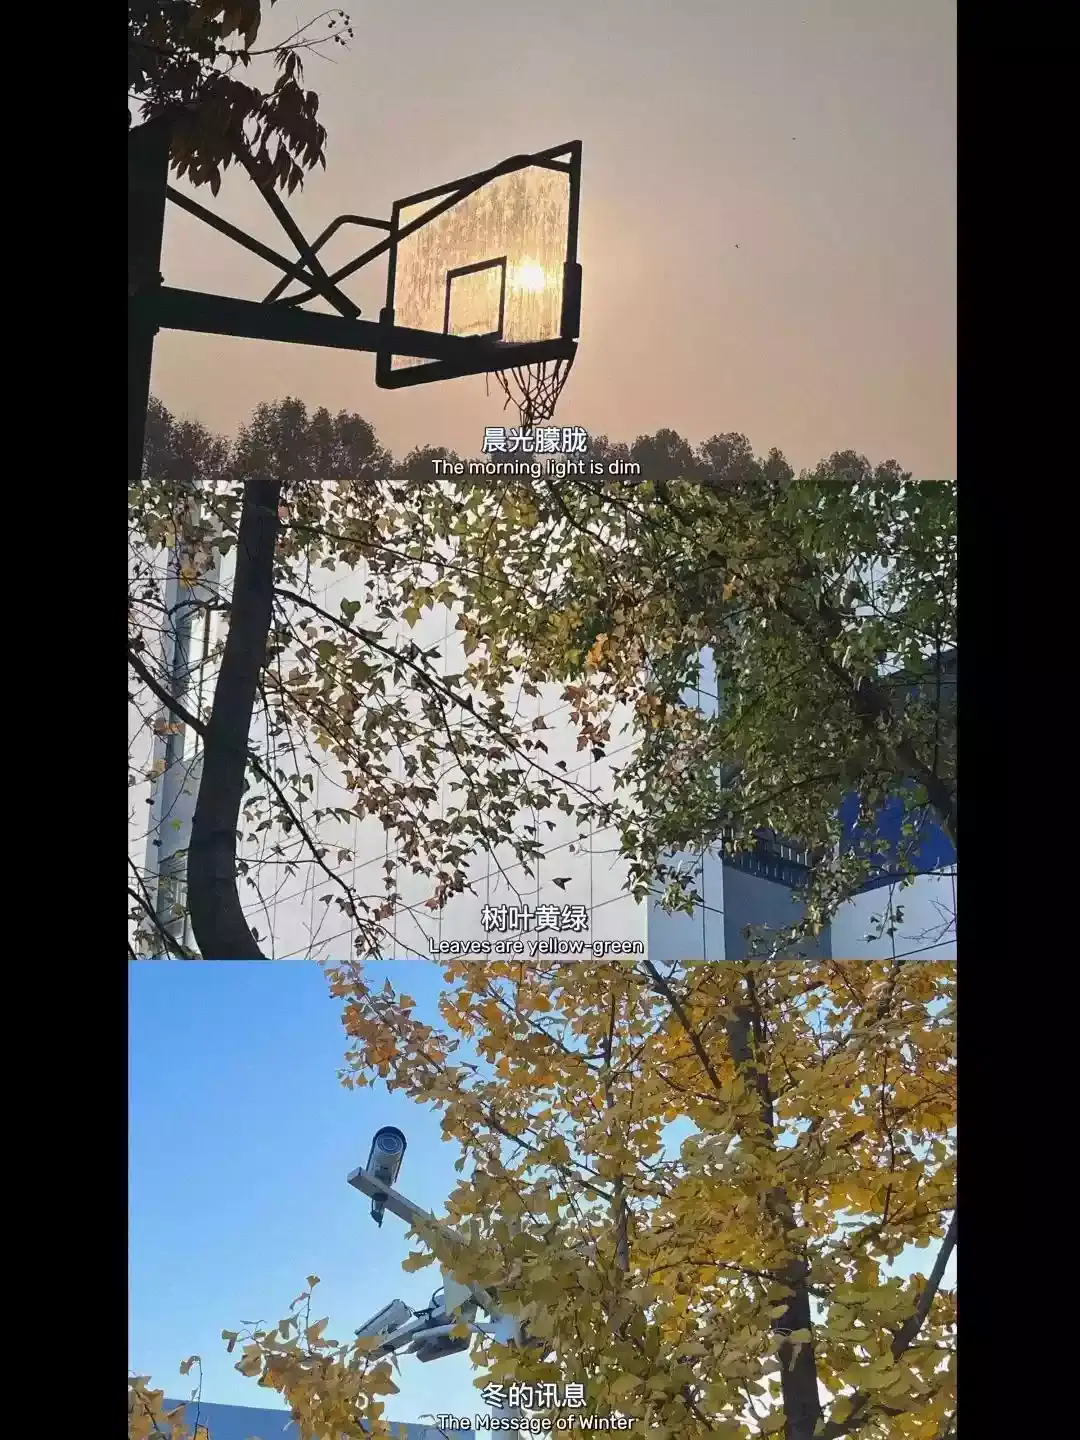 晨光朦胧
The morning light is dim
树叶黄绿
Leaves are yellow-green
冬的讯息
The Message of Winter